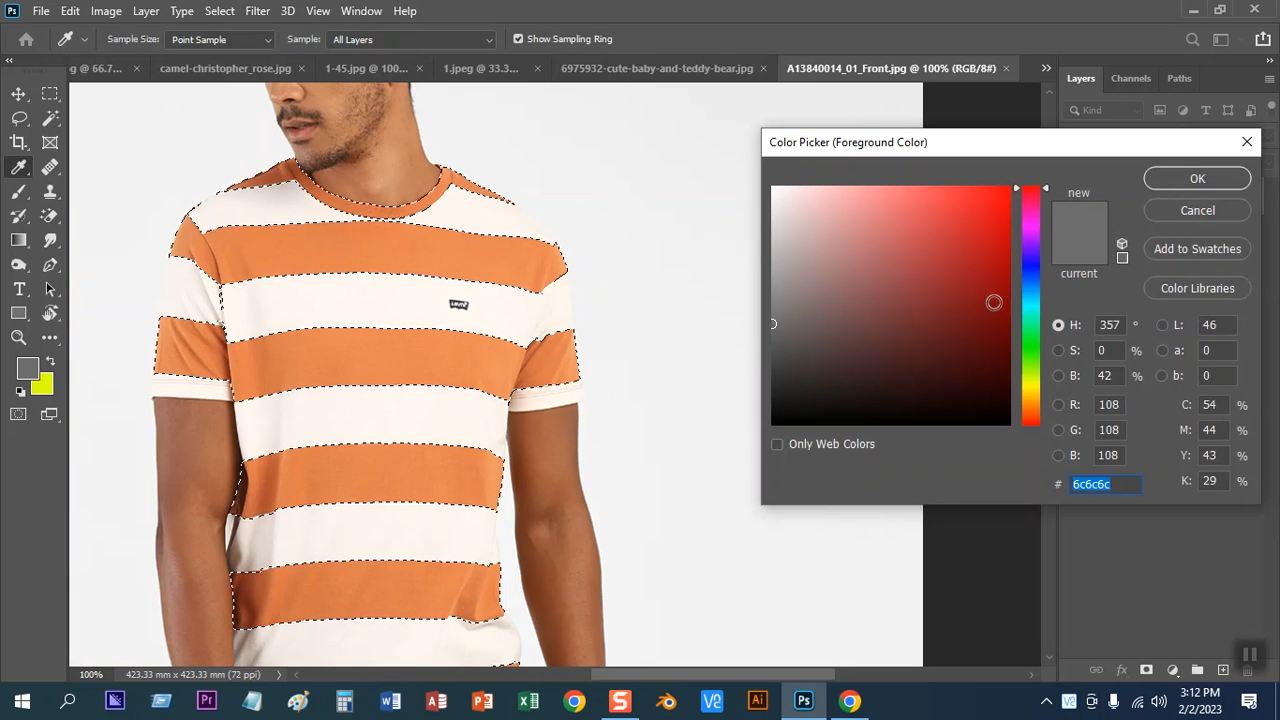 Ps File Edit Image Layer Type Select Filter 3D View Window Help
Sample Size: Point Sample Sample: All Layers Show Sampling Ring
g @ 66.7... × camel-christophe_rose.jpg × 1-45.jpg @ 100... × 1.jpeg @ 33.3... × 6975932-cute-baby-and-teddy-bear.jpg × A13840014_01_Front.jpg @ 100% (RGB/8#) ×
Layers Channels Paths
Kind
Levi's
Color Picker (Foreground Color)
new
current
OK
Cancel
Add to Swatches
Color Libraries
H: 357 ° L: 46
S: 0 % a: 0
B: 42 % b: 0
R: 108 C: 54 %
G: 108 M: 44 %
B: 108 Y: 43 %
# 6c6c6c K: 29 %
Only Web Colors
100% 423.33 mm x 423.33 mm (72 ppi)
3:12 PM
2/2/2023